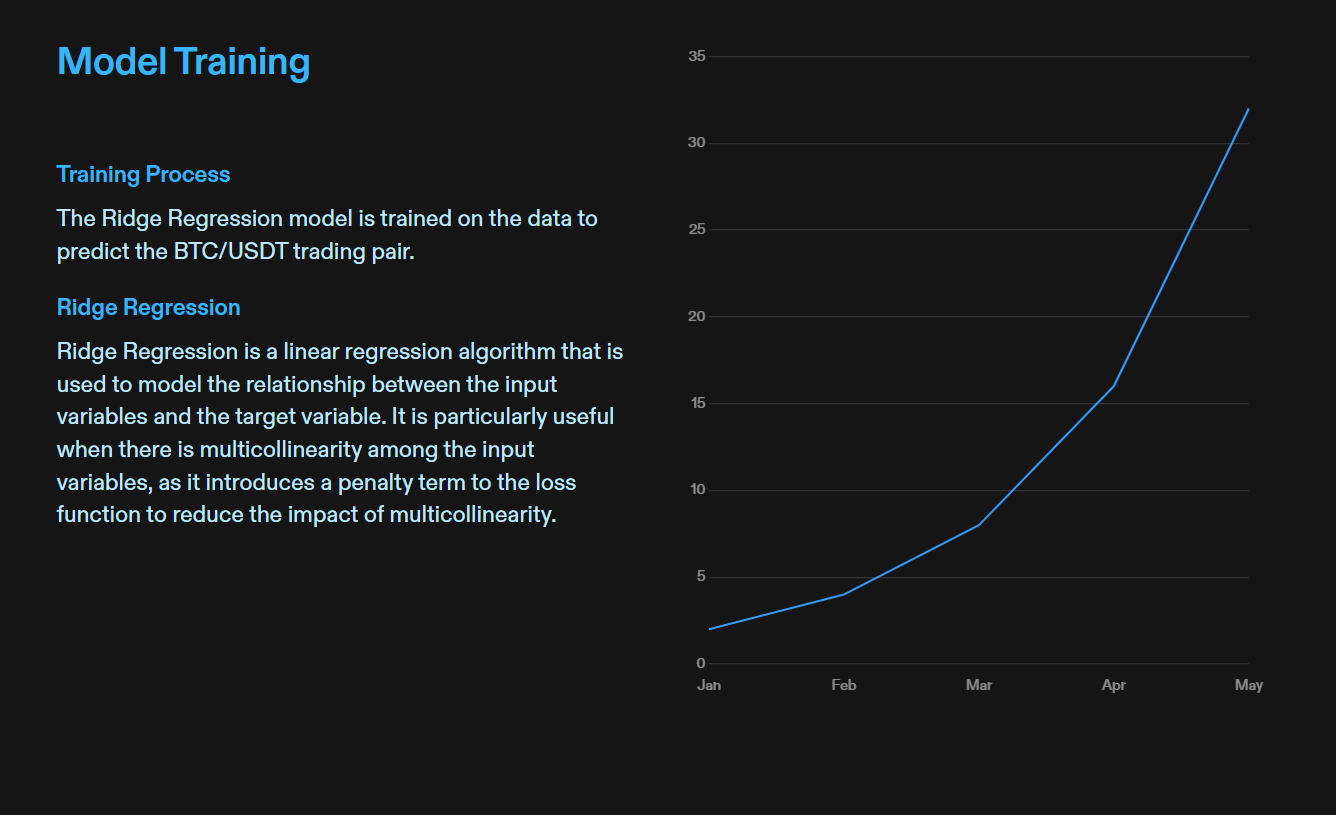 Model Training
Training Process
The Ridge Regression model is trained on the data to
predict the BTC/USDT trading pair.
Ridge Regression
Ridge Regression is a linear regression algorithm that is
used to model the relationship between the input
variables and the target variable. It is particularly useful
when there is multicollinearity among the input
variables, as it introduces a penalty term to the loss
function to reduce the impact of multicollinearity.
35
30
25
20
15
10
5
0
Jan Feb Mar Apr May